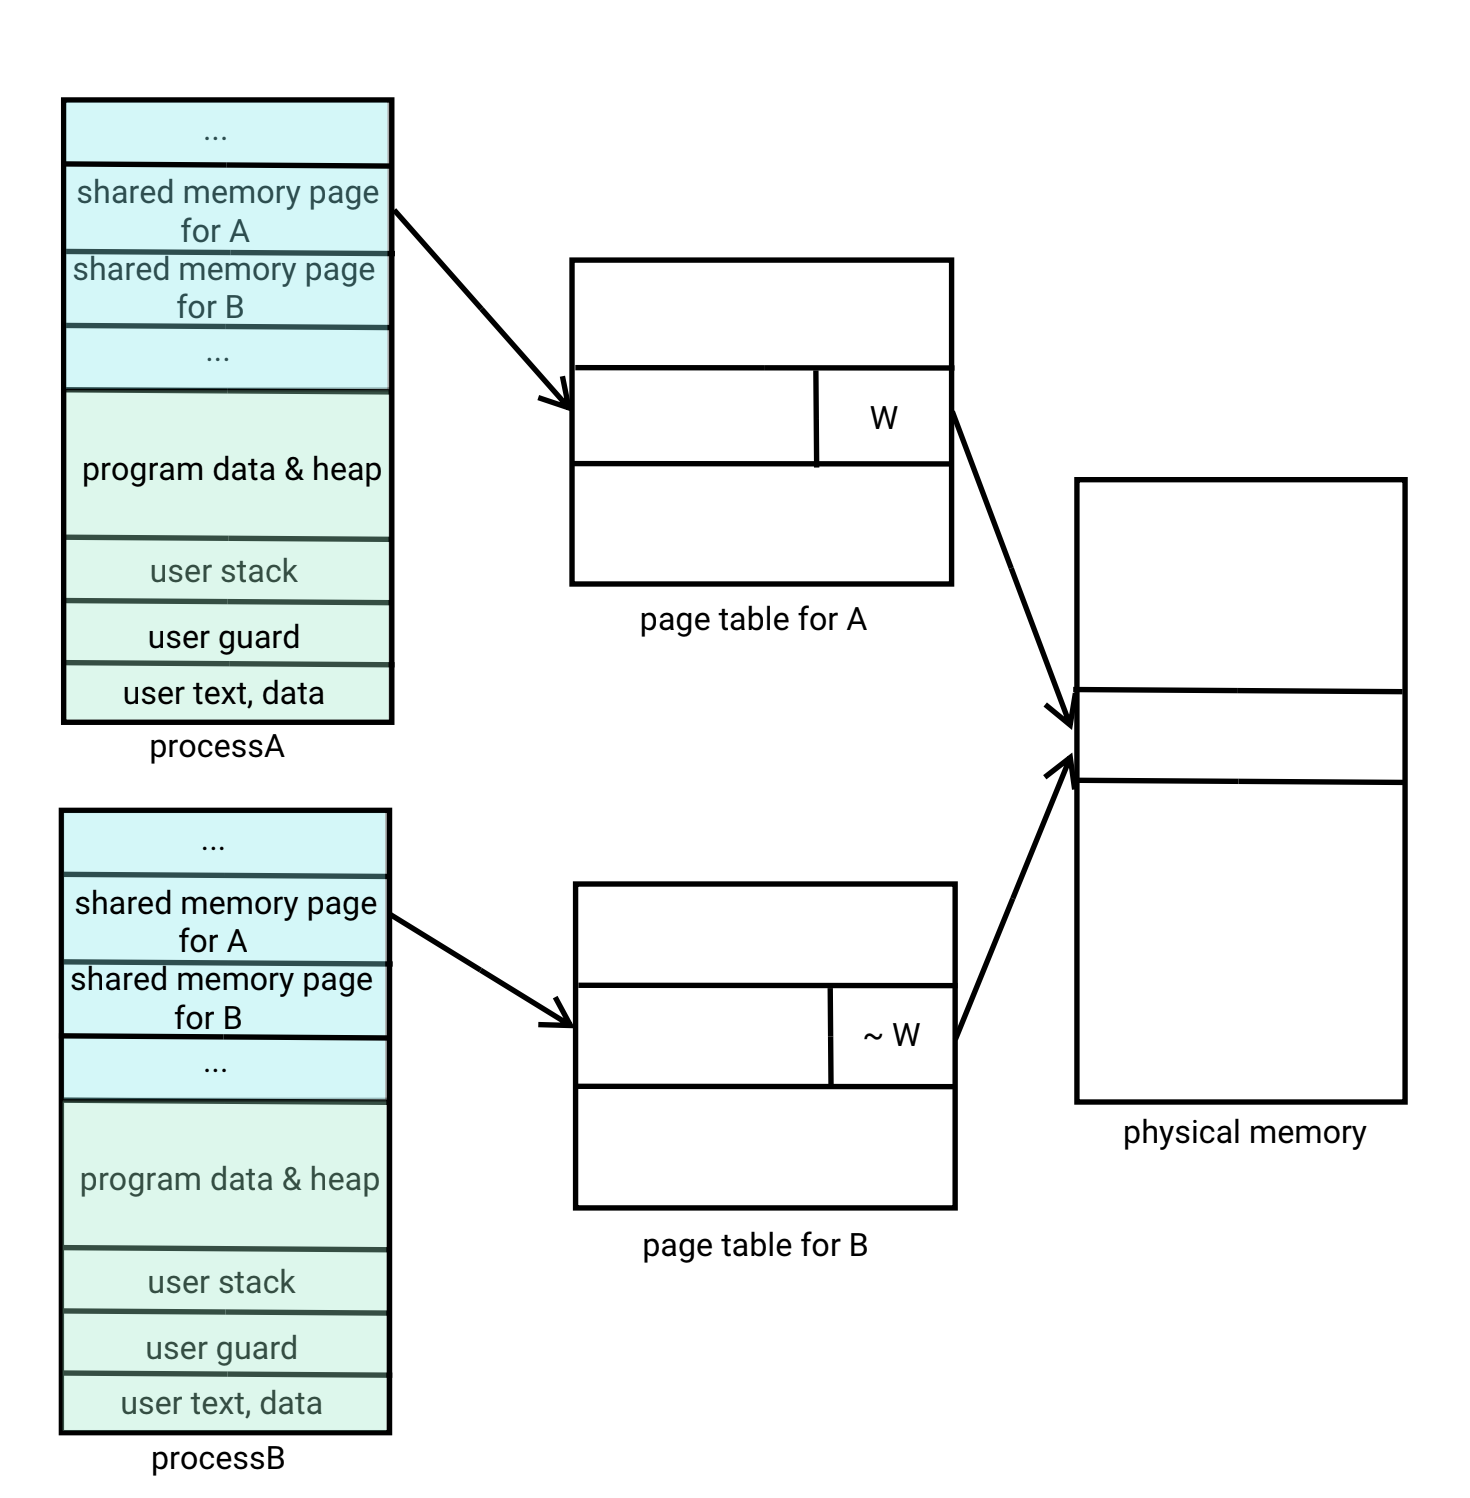 ...
shared memory page
for A
shared memory page
for B
...
program data & heap
user stack
user guard
user text, data
processA
W
page table for A
...
shared memory page
for A
shared memory page
for B
...
program data & heap
user stack
user guard
user text, data
processB
~ W
page table for B
physical memory